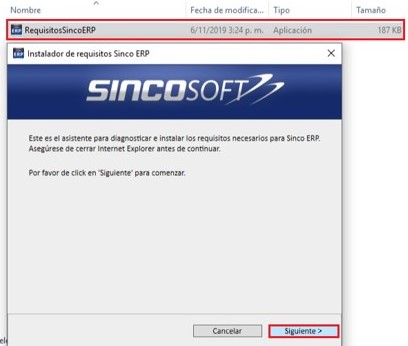 Nombre Fecha de modifica... Tipo Tamaño
ERP RequisitosSincoERP 6/11/2019 3:24 p. m. Aplicación 187 KB
ERP Instalador de requisitos Sinco ERP
SINCOSOFT
Este es el asistente para diagnosticar e instalar los requisitos necesarios para Sinco ERP.
Asegúrese de cerrar Internet Explorer antes de continuar.
Por favor de click en 'Siguiente' para comenzar.
Cancelar Siguiente >